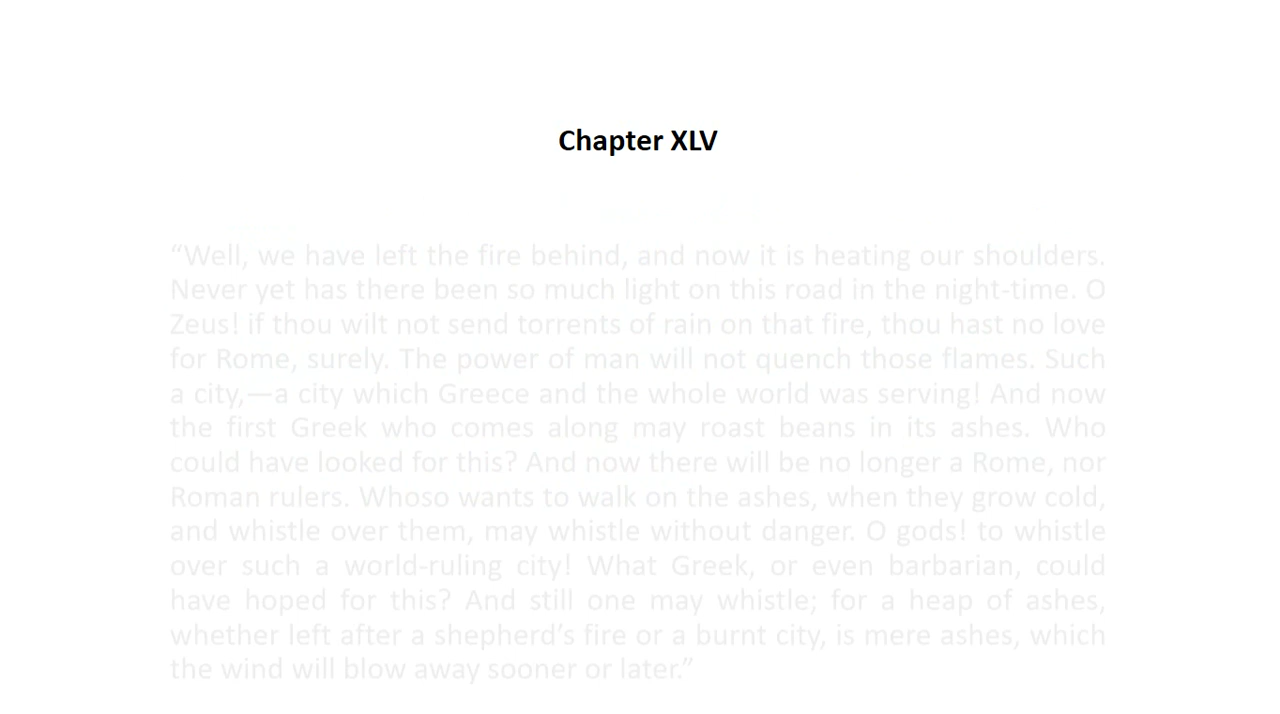 Chapter XLV
“Well, we have left the fire behind, and now it is heating our shoulders.
Never yet has there been so much light on this road in the night-time. O
Zeus! if thou wilt not send torrents of rain on that fire, thou hast no love
for Rome, surely. The power of man will not quench those flames. Such
a city,—a city which Greece and the whole world was serving! And now
the first Greek who comes along may roast beans in its ashes. Who
could have looked for this? And now there will be no longer a Rome, nor
Roman rulers. Whoso wants to walk on the ashes, when they grow cold,
and whistle over them, may whistle without danger. O gods! to whistle
over such a world-ruling city! What Greek, or even barbarian, could
have hoped for this? And still one may whistle; for a heap of ashes,
whether left after a shepherd’s fire or a burnt city, is mere ashes, which
the wind will blow away sooner or later.”